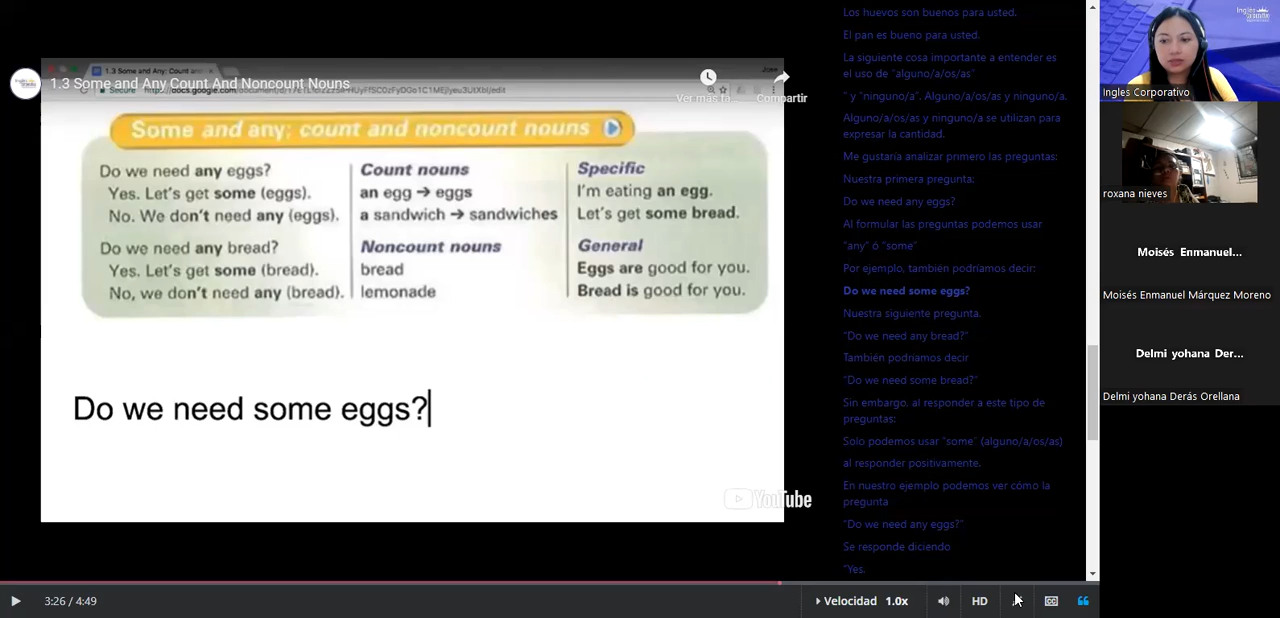 1.3 Some and Any Count And Noncount Nouns
Ver más ta...
Compartir
Some and any; count and noncount nouns
Do we need any eggs?
Yes. Let's get some (eggs).
No. We don't need any (eggs).
Do we need any bread?
Yes. Let's get some (bread).
No, we don't need any (bread).
Count nouns
an egg → eggs
a sandwich → sandwiches
Noncount nouns
bread
lemonade
Specific
I'm eating an egg.
Let's get some bread.
General
Eggs are good for you.
Bread is good for you.
Do we need some eggs?
YouTube
3:26 / 4:49
Velocidad 1.0x
HD
Los huevos son buenos para usted.
El pan es bueno para usted.
La siguiente cosa importante a entender es
el uso de "alguno/a/os/as"
" y "ninguno/a". Alguno/a/os/as y ninguno/a.
Alguno/a/os/as y ninguno/a se utilizan para
expresar la cantidad.
Me gustaría analizar primero las preguntas:
Nuestra primera pregunta:
Do we need any eggs?
Al formular las preguntas podemos usar
"any" ó "some"
Por ejemplo, también podríamos decir:
Do we need some eggs?
Nuestra siguiente pregunta.
"Do we need any bread?"
También podríamos decir
"Do we need some bread?"
Sin embargo, al responder a este tipo de
preguntas:
Solo podemos usar "some" (alguno/a/os/as)
al responder positivamente.
En nuestro ejemplo podemos ver cómo la
pregunta
"Do we need any eggs?"
Se responde diciendo
"Yes.
Ingles Corporativo
roxana nieves
Moisés Enmanuel...
Moisés Enmanuel Márquez Moreno
Delmi yohana Der...
Delmi yohana Derás Orellana